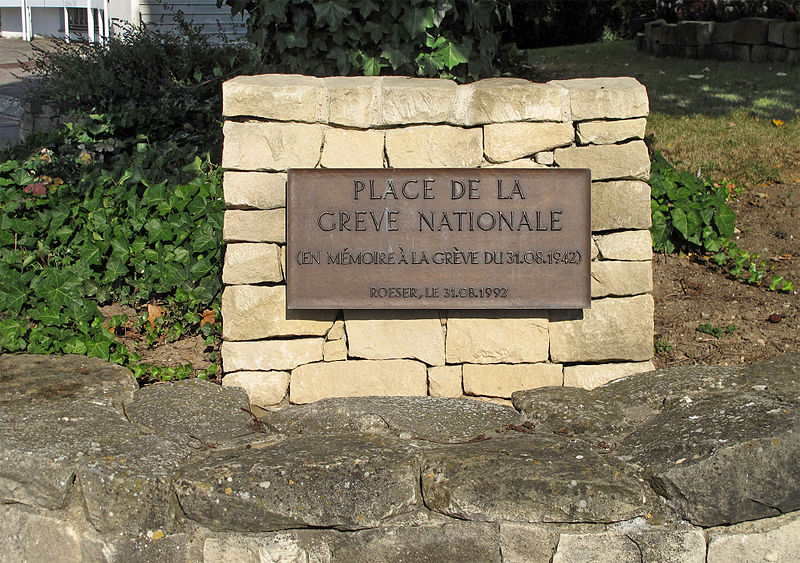 PLACE DE LA
GREVE NATIONALE
(EN MÉMOIRE À LA GRÈVE DU 31.08.1942)
ROESER, LE 31.08.1992